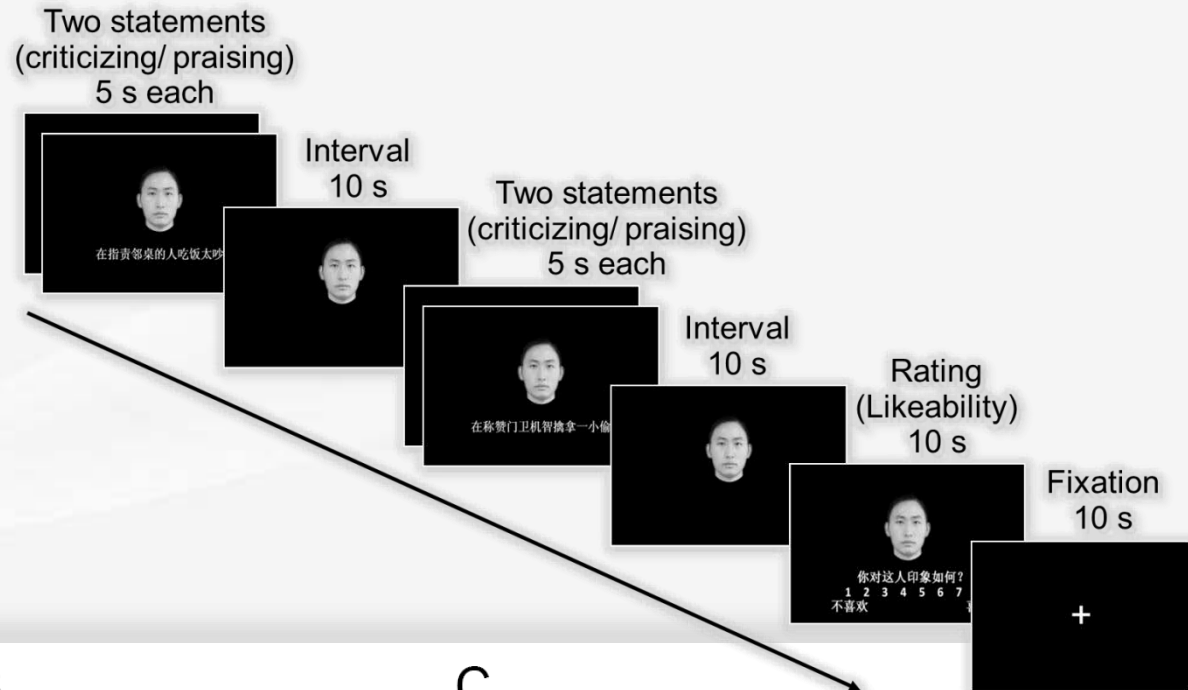 Two statements
(criticizing/ praising)
5 s each
在指责邻桌的人吃饭太吵
Interval
10 s
Two statements
(criticizing/ praising)
5 s each
在称赞门卫机智擒拿一小偷
Interval
10 s
Rating
(Likeability)
10 s
你对这人印象如何?
1 2 3 4 5 6 7
不喜欢
Fixation
10 s
+
C